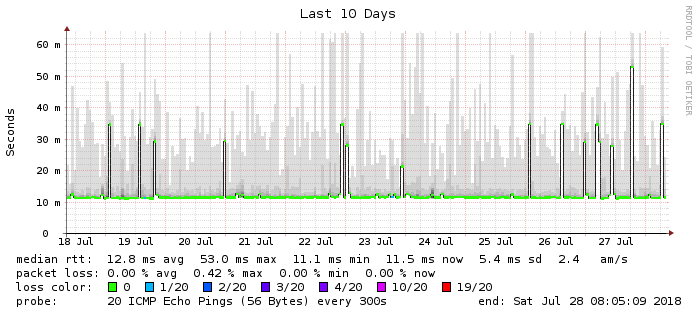 Last 10 Days
RRDTOOL / TOBI OETIKER
Seconds
60 m
50 m
40 m
30 m
20 m
10 m
0
18 Jul 19 Jul 20 Jul 21 Jul 22 Jul 23 Jul 24 Jul 25 Jul 26 Jul 27 Jul
median rtt: 12.8 ms avg 53.0 ms max 11.1 ms min 11.5 ms now 5.4 ms sd 2.4 am/s
packet loss: 0.00 % avg 0.42 % max 0.00 % min 0.00 % now
loss color: 0 1/20 2/20 3/20 4/20 10/20 19/20
probe: 20 ICMP Echo Pings (56 Bytes) every 300s end: Sat Jul 28 08:05:09 2018